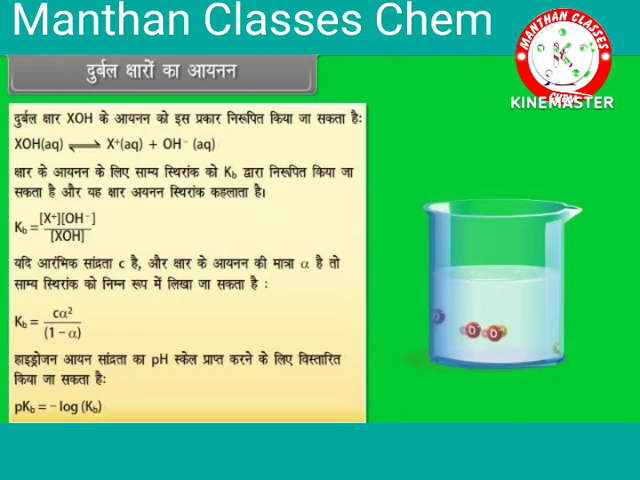 Manthan Classes Chem
MANTHAN CLASSES
K
CHEM
KINEMASTER
दुर्बल क्षारों का आयनन
दुर्बल क्षार XOH के आयनन को इस प्रकार निरूपित किया जा सकता है:
XOH(aq) ⇌ X⁺(aq) + OH⁻ (aq)
क्षार के आयनन के लिए साम्य स्थिरांक को K_b द्वारा निरूपित किया जा
सकता है और यह क्षार अयनन स्थिरांक कहलाता है।
K_b = [X⁺][OH⁻] / [XOH]
यदि आरंभिक सांद्रता c है, और क्षार के आयनन की मात्रा α है तो
साम्य स्थिरांक को निम्न रूप में लिखा जा सकता है :
K_b = cα² / (1 − α)
हाइड्रोजन आयन सांद्रता का pH स्केल प्राप्त करने के लिए विस्तारित
किया जा सकता है:
pK_b = − log (K_b)